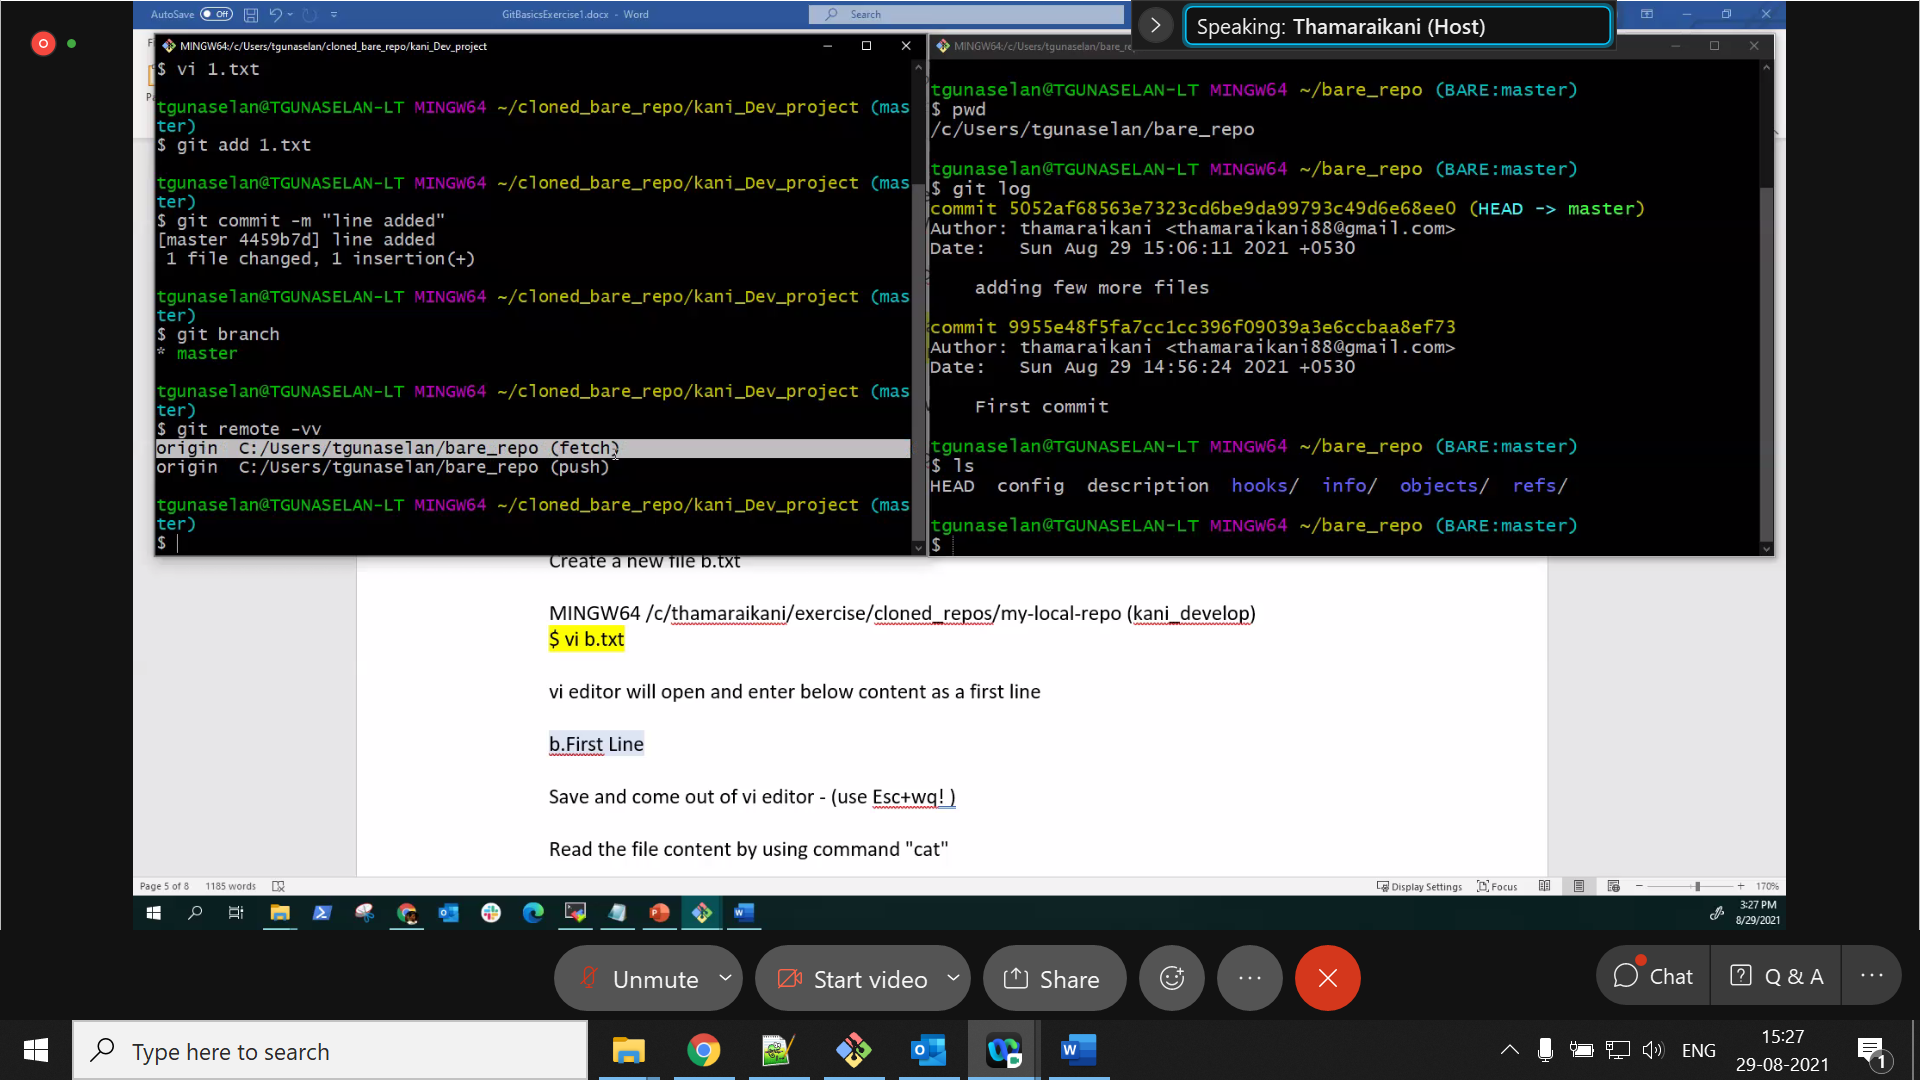 AutoSave Off
GitBasicsExercise1.docx - Word
Search
Speaking: Thamaraikani (Host)
MINGW64:/c/Users/tgunaselan/cloned_bare_repo/kani_Dev_project
$ vi 1.txt
tgunaselan@TGUNASELAN-LT MINGW64 ~/cloned_bare_repo/kani_Dev_project (mas
ter)
$ git add 1.txt
tgunaselan@TGUNASELAN-LT MINGW64 ~/cloned_bare_repo/kani_Dev_project (mas
ter)
$ git commit -m "line added"
[master 4459b7d] line added
1 file changed, 1 insertion(+)
tgunaselan@TGUNASELAN-LT MINGW64 ~/cloned_bare_repo/kani_Dev_project (mas
ter)
$ git branch
* master
tgunaselan@TGUNASELAN-LT MINGW64 ~/cloned_bare_repo/kani_Dev_project (mas
ter)
$ git remote -vv
origin C:/Users/tgunaselan/bare_repo (fetch)
origin C:/Users/tgunaselan/bare_repo (push)
tgunaselan@TGUNASELAN-LT MINGW64 ~/cloned_bare_repo/kani_Dev_project (mas
ter)
$
MINGW64:/c/Users/tgunaselan/bare_re
tgunaselan@TGUNASELAN-LT MINGW64 ~/bare_repo (BARE:master)
$ pwd
/c/Users/tgunaselan/bare_repo
tgunaselan@TGUNASELAN-LT MINGW64 ~/bare_repo (BARE:master)
$ git log
commit 5052af68563e7323cd6be9da99793c49d6e68ee0 (HEAD -> master)
Author: thamaraikani <thamaraikani88@gmail.com>
Date: Sun Aug 29 15:06:11 2021 +0530
adding few more files
commit 9955e48f5fa7cc1cc396f09039a3e6ccbaa8ef73
Author: thamaraikani <thamaraikani88@gmail.com>
Date: Sun Aug 29 14:56:24 2021 +0530
First commit
tgunaselan@TGUNASELAN-LT MINGW64 ~/bare_repo (BARE:master)
$ ls
HEAD config description hooks/ info/ objects/ refs/
tgunaselan@TGUNASELAN-LT MINGW64 ~/bare_repo (BARE:master)
$
Create a new file b.txt
MINGW64 /c/thamaraikani/exercise/cloned_repos/my-local-repo (kani_develop)
$ vi b.txt
vi editor will open and enter below content as a first line
b.First Line
Save and come out of vi editor - (use Esc+wq! )
Read the file content by using command "cat"
Page 5 of 8 1185 words
Display Settings Focus 170%
3:27 PM
8/29/2021
Unmute
Start video
Share
Chat
Q & A
Type here to search
ENG
15:27
29-08-2021
1